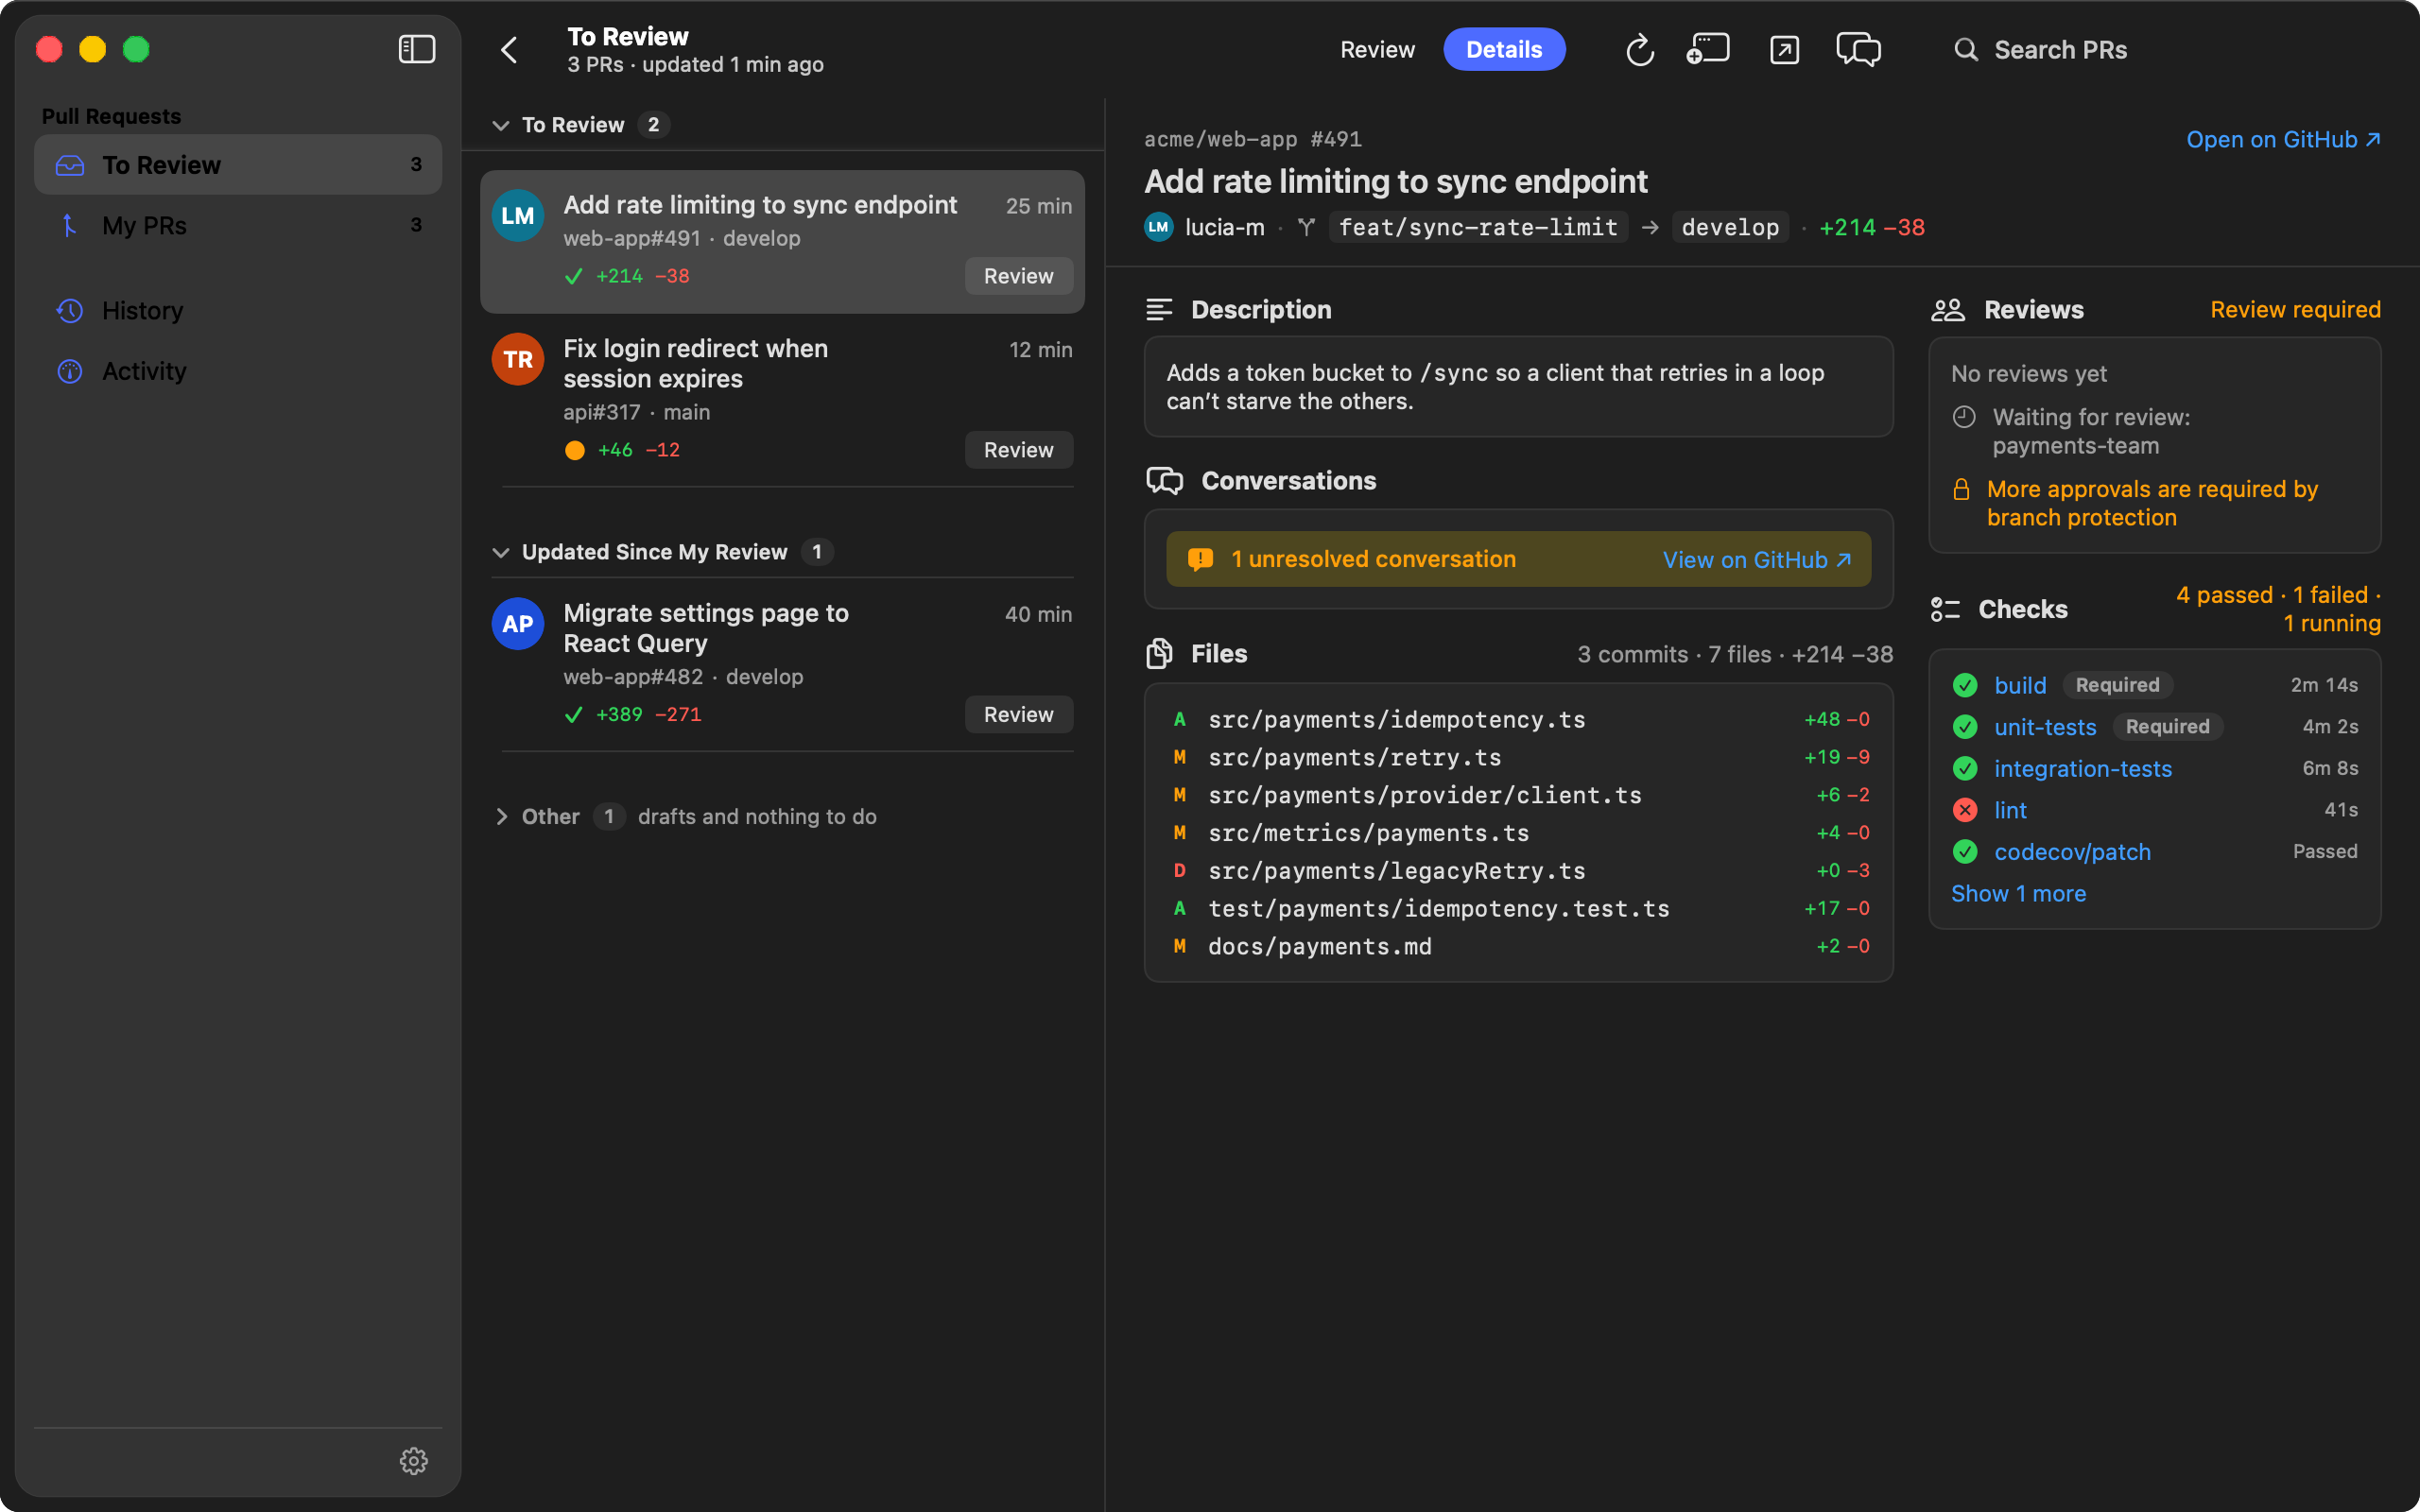 Pull Requests
To Review 3
My PRs 3
History
Activity
To Review
3 PRs · updated 1 min ago
Review Details
Search PRs
To Review 2
LM
Add rate limiting to sync endpoint 25 min
web-app#491 · develop
+214 −38 Review
TR
Fix login redirect when 12 min
session expires
api#317 · main
+46 −12 Review
Updated Since My Review 1
AP
Migrate settings page to 40 min
React Query
web-app#482 · develop
+389 −271 Review
Other 1 drafts and nothing to do
acme/web-app #491 Open on GitHub ↗
Add rate limiting to sync endpoint
LM lucia-m · feat/sync-rate-limit → develop · +214 −38
Description
Adds a token bucket to /sync so a client that retries in a loop
can’t starve the others.
Conversations
1 unresolved conversation View on GitHub ↗
Files 3 commits · 7 files · +214 −38
A src/payments/idempotency.ts +48 −0
M src/payments/retry.ts +19 −9
M src/payments/provider/client.ts +6 −2
M src/metrics/payments.ts +4 −0
D src/payments/legacyRetry.ts +0 −3
A test/payments/idempotency.test.ts +17 −0
M docs/payments.md +2 −0
Reviews Review required
No reviews yet
Waiting for review:
payments-team
More approvals are required by
branch protection
Checks 4 passed · 1 failed ·
1 running
build Required 2m 14s
unit-tests Required 4m 2s
integration-tests 6m 8s
lint 41s
codecov/patch Passed
Show 1 more